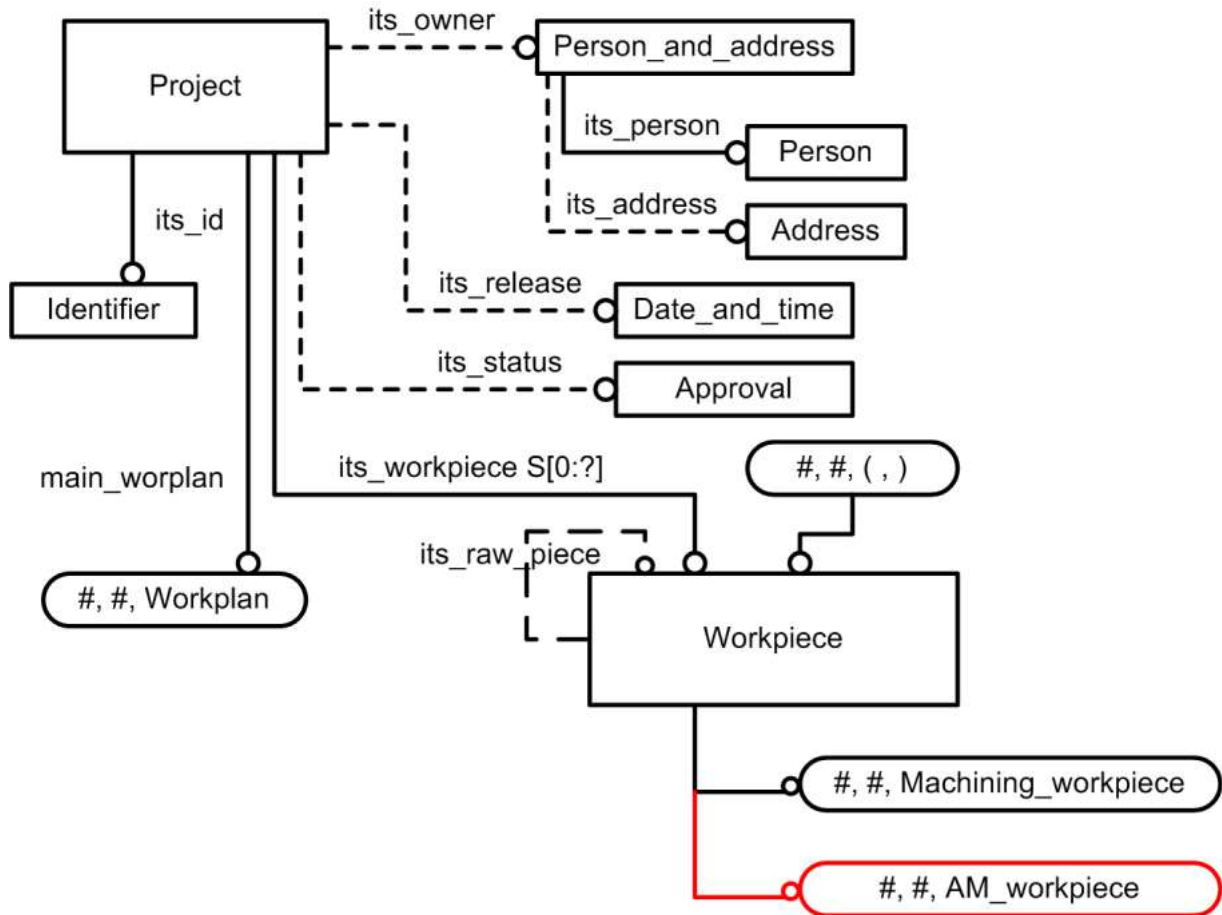 its_owner
Person_and_address
Project
its_person
Person
its_id
its_address
Address
its_release
Identifier
Date_and_time
its_status
Approval
its_workpiece S[0:?]
#, #, ( , )
main_worplan
its_raw_piece
#, #, Workplan
Workpiece
#, #, Machining_workpiece
#, #, AM_workpiece